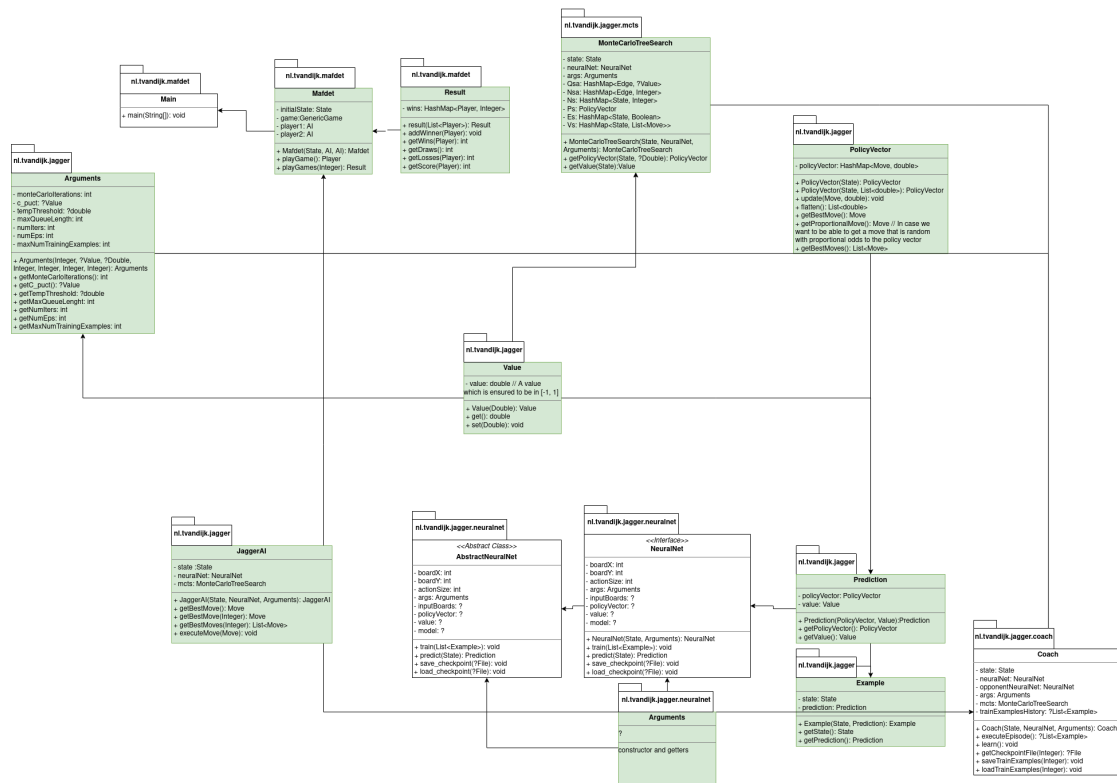 nl.tvandijk.mafdet
Main
+ main(String[]): void
nl.tvandijk.mafdet
Mafdet
- initialState: State
- game:GenericGame
- player1: AI
- player2: AI
+ Mafdet(State, AI, AI): Mafdet
+ playGame(): Player
+ playGames(Integer): Result
nl.tvandijk.mafdet
Result
- wins: HashMap<Player, Integer>
+ result(List<Player>): Result
+ addWinner(Player): void
+ getWins(Player): int
+ getDraws(): int
+ getLosses(Player): int
+ getScore(Player): int
nl.tvandijk.jagger.mcts
MonteCarloTreeSearch
- state: State
- neuralNet: NeuralNet
- args: Arguments
- Qsa: HashMap<Edge, ?Value>
- Nsa: HashMap<Edge, Integer>
- Ns: HashMap<State, Integer>
- Ps: PolicyVector
- Es: HashMap<State, Boolean>
- Vs: HashMap<State, List<Move>>
+ MonteCarloTreeSearch(State, NeuralNet,
Arguments): MonteCarloTreeSearch
+ getPolicyVector(State, ?Double): PolicyVector
+ getValue(State):Value
nl.tvandijk.jagger
PolicyVector
- policyVector: HashMap<Move, double>
+ PolicyVector(State): PolicyVector
+ PolicyVector(State, List<double>): PolicyVector
+ update(Move, double): void
+ flatten(): List<double>
+ getBestMove(): Move
+ getProportionalMove(): Move // In case we
want to be able to get a move that is random
with proportional odds to the policy vector
+ getBestMoves(): List<Move>
nl.tvandijk.jagger
Arguments
- monteCarloIterations: int
- c_puct: ?Value
- tempThreshold: ?double
- maxQueueLength: int
- numIters: int
- numEps: int
- maxNumTrainingExamples: int
+ Arguments(Integer, ?Value, ?Double,
Integer, Integer, Integer, Integer): Arguments
+ getMonteCarloIterations(): int
+ getC_puct(): ?Value
+ getTempThreshold: ?double
+ getMaxQueueLenght: int
+ getNumIters: Int
+ getNumEps: int
+ getMaxNumTrainingExamples: int
nl.tvandijk.jagger
Value
- value: double // A value
which is ensured to be in [-1, 1]
+ Value(Double): Value
+ get(): double
+ set(Double): void
nl.tvandijk.jagger
JaggerAI
- state :State
- neuralNet: NeuralNet
- mcts: MonteCarloTreeSearch
+ JaggerAI(State, NeuralNet, Arguments): JaggerAI
+ getBestMove(): Move
+ getBestMove(Integer): Move
+ getBestMoves(Integer): List<Move>
+ executeMove(Move): void
nl.tvandijk.jagger.neuralnet
<<Abstract Class>>
AbstractNeuralNet
- boardX: int
- boardY: int
- actionSize: int
- args: Arguments
- inputBoards: ?
- policyVector: ?
- value: ?
- model: ?
+ train(List<Example>): void
+ predict(State): Prediction
+ save_checkpoint(?File): void
+ load_checkpoint(?File): void
nl.tvandijk.jagger.neuralnet
<<Interface>>
NeuralNet
- boardX: int
- boardY: int
- actionSize: int
- args: Arguments
- inputBoards: ?
- policyVector: ?
- value: ?
- model: ?
+ NeuralNet(State, Arguments): NeuralNet
+ train(List<Example>): void
+ predict(State): Prediction
+ save_checkpoint(?File): void
+ load_checkpoint(?File): void
nl.tvandijk.jagger
Prediction
- policyVector: PolicyVector
- value: Value
+ Prediction(PolicyVector, Value):Prediction
+ getPolicyVector(): PolicyVector
+ getValue(): Value
nl.tvandijk.jagger
Example
- state: State
- prediction: Prediction
+ Example(State, Prediction): Example
+ getState(): State
+ getPrediction(): Prediction
nl.tvandijk.jagger.coach
Coach
- state: State
- neuralNet: NeuralNet
- opponentNeuralNet: NeuralNet
- args: Arguments
- mcts: MonteCarloTreeSearch
- trainExamplesHistory: ?List<Example>
+ Coach(State, NeuralNet, Arguments): Coach
+ executeEpisode(): ?List<Example>
+ learn(): void
+ getCheckpointFile(Integer): ?File
+ saveTrainExamples(Integer): void
+ loadTrainExamples(Integer): void
nl.tvandijk.jagger.neuralnet
Arguments
?
constructor and getters